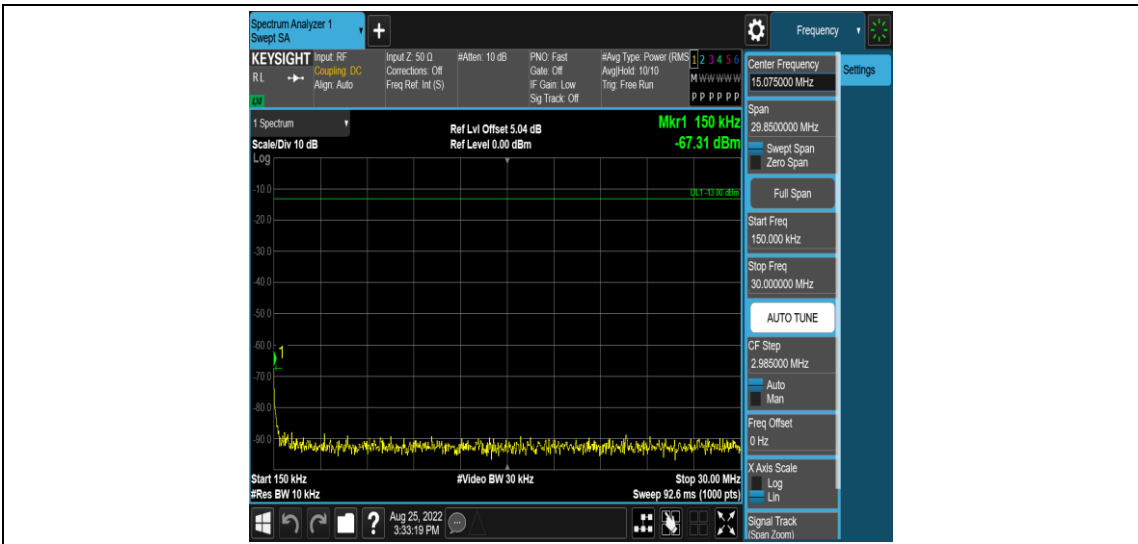 Spectrum Analyzer 1
Swept SA
+
Frequency
KEYSIGHT
R L
LXI
Input: RF
Coupling: DC
Align: Auto
Input Z: 50 Ω
Corrections: Off
Freq Ref: Int (S)
#Atten: 10 dB
PNO: Fast
Gate: Off
IF Gain: Low
Sig Track: Off
#Avg Type: Power (RMS
Avg|Hold: 10/10
Trig: Free Run
1 2 3 4 5 6
M W W W W W
P P P P P P
1 Spectrum
Scale/Div 10 dB
Log
Ref Lvl Offset 5.04 dB
Ref Level 0.00 dBm
Mkr1 150 kHz
-67.31 dBm
DL1 -13.00 dBm
-10.0
-20.0
-30.0
-40.0
-50.0
-60.0
1
-70.0
-80.0
-90.0
Start 150 kHz
#Res BW 10 kHz
#Video BW 30 kHz
Stop 30.00 MHz
Sweep 92.6 ms (1000 pts)
Center Frequency
15.075000 MHz
Settings
Span
29.8500000 MHz
Swept Span
Zero Span
Full Span
Start Freq
150.000 kHz
Stop Freq
30.000000 MHz
AUTO TUNE
CF Step
2.985000 MHz
Auto
Man
Freq Offset
0 Hz
X Axis Scale
Log
Lin
Signal Track
(Span Zoom)
?
Aug 25, 2022
3:33:19 PM